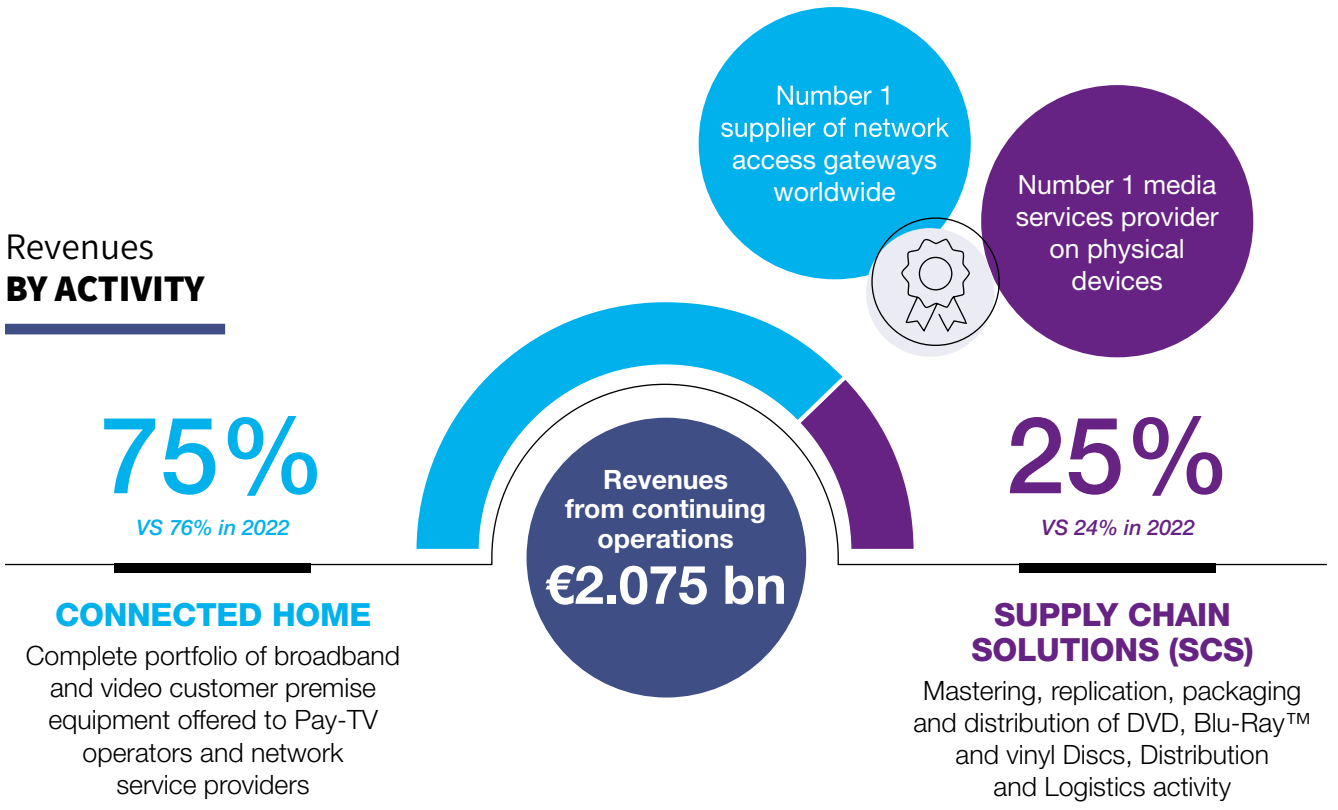 Revenues
BY ACTIVITY
Number 1
supplier of network
access gateways
worldwide
Number 1 media
services provider
on physical
devices
75%
VS 76% in 2022
CONNECTED HOME
Complete portfolio of broadband
and video customer premise
equipment offered to Pay-TV
operators and network
service providers
Revenues
from continuing
operations
€2.075 bn
25%
VS 24% in 2022
SUPPLY CHAIN
SOLUTIONS (SCS)
Mastering, replication, packaging
and distribution of DVD, Blu-Ray™
and vinyl Discs, Distribution
and Logistics activity